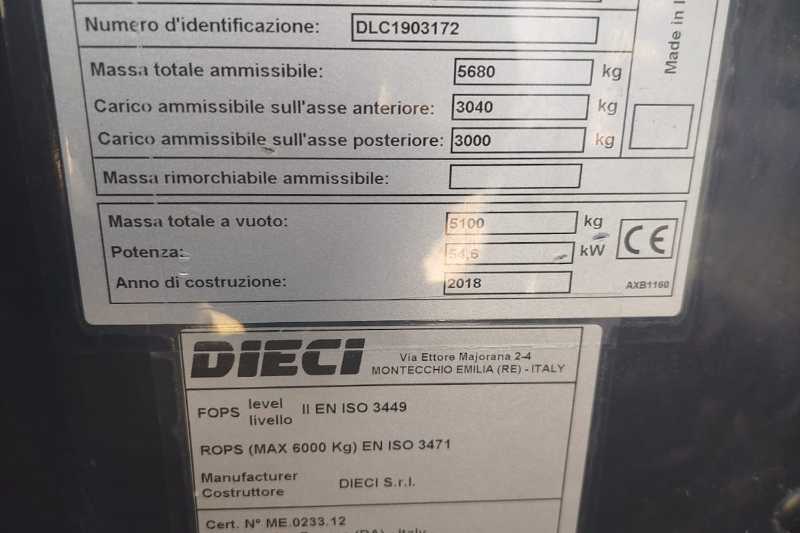 Numero d'identificazione: DLC1903172
Massa totale ammissibile: 5680 kg
Carico ammissibile sull'asse anteriore: 3040 kg
Carico ammissibile sull'asse posteriore: 3000 kg
Made in
Massa rimorchiabile ammissibile:
Massa totale a vuoto: 5100 kg
Potenza: 54,6 kW
CE
Anno di costruzione: 2018
AXB1160
DIECI
Via Ettore Majorana 2-4
MONTECCHIO EMILIA (RE) - ITALY
FOPS level II EN ISO 3449
livello
ROPS (MAX 6000 Kg) EN ISO 3471
Manufacturer
Costruttore DIECI S.r.l.
Cert. N° ME.0233.12